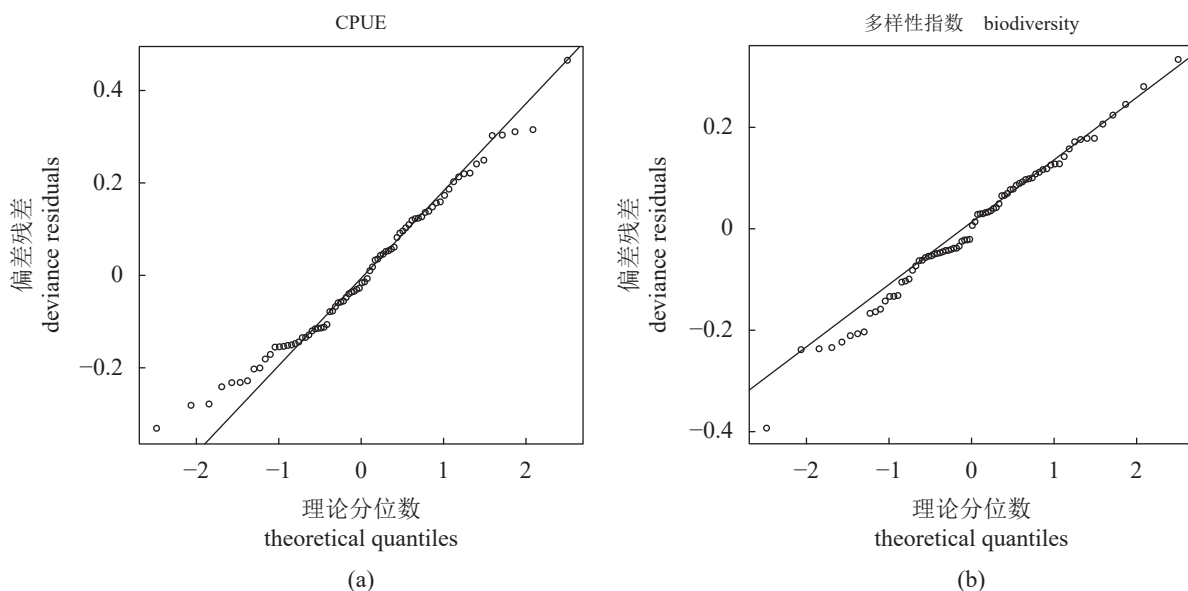 CPUE
0.4
0.2
0
−0.2
偏差残差
deviance residuals
−2 −1 0 1 2
理论分位数
theoretical quantiles
(a)
多样性指数 biodiversity
0.2
0
−0.2
−0.4
偏差残差
deviance residuals
−2 −1 0 1 2
理论分位数
theoretical quantiles
(b)